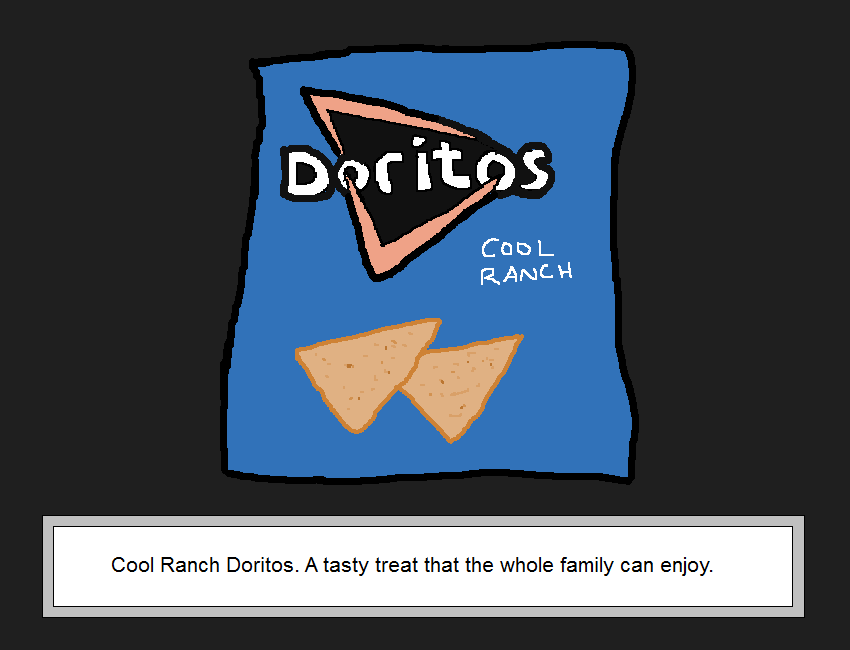 Doritos
COOL
RANCH
Cool Ranch Doritos. A tasty treat that the whole family can enjoy.